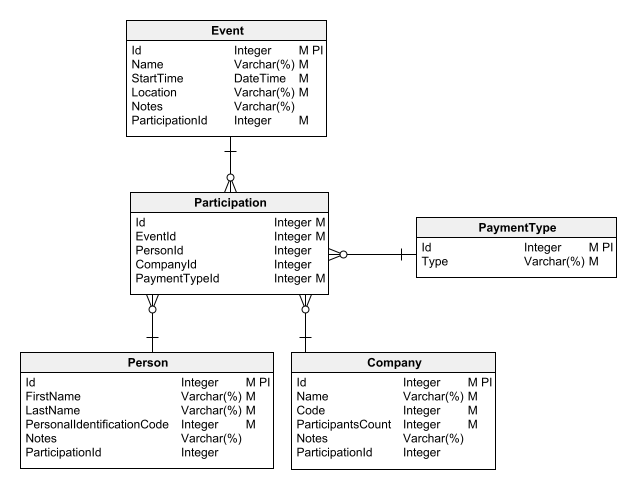 Event
Id Integer M PI
Name Varchar(%) M
StartTime DateTime M
Location Varchar(%) M
Notes Varchar(%)
ParticipationId Integer M
Participation
Id Integer M
EventId Integer M
PersonId Integer
CompanyId Integer
PaymentTypeId Integer M
PaymentType
Id Integer M PI
Type Varchar(%) M
Person
Id Integer M PI
FirstName Varchar(%) M
LastName Varchar(%) M
PersonalIdentificationCode Integer M
Notes Varchar(%)
ParticipationId Integer
Company
Id Integer M PI
Name Varchar(%) M
Code Integer M
ParticipantsCount Integer M
Notes Varchar(%)
ParticipationId Integer